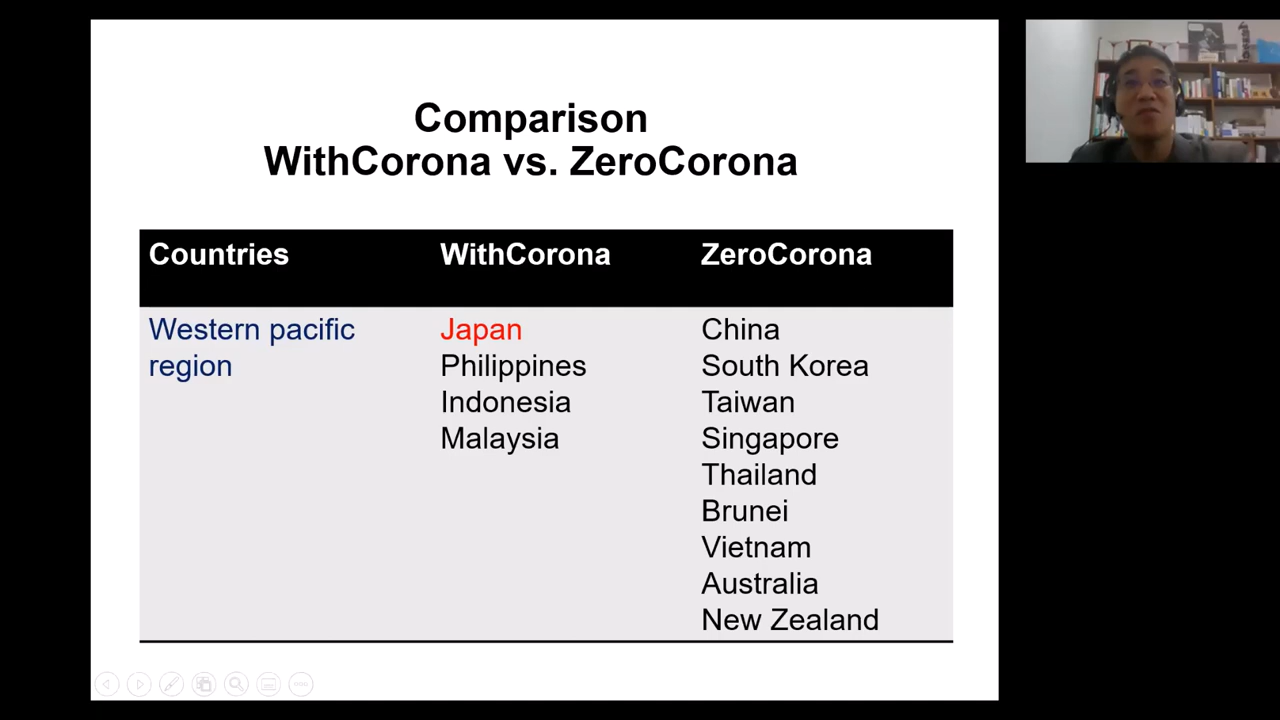 Comparison
WithCorona vs. ZeroCorona
Countries WithCorona ZeroCorona
Western pacific Japan China
region Philippines South Korea
Indonesia Taiwan
Malaysia Singapore
Thailand
Brunei
Vietnam
Australia
New Zealand